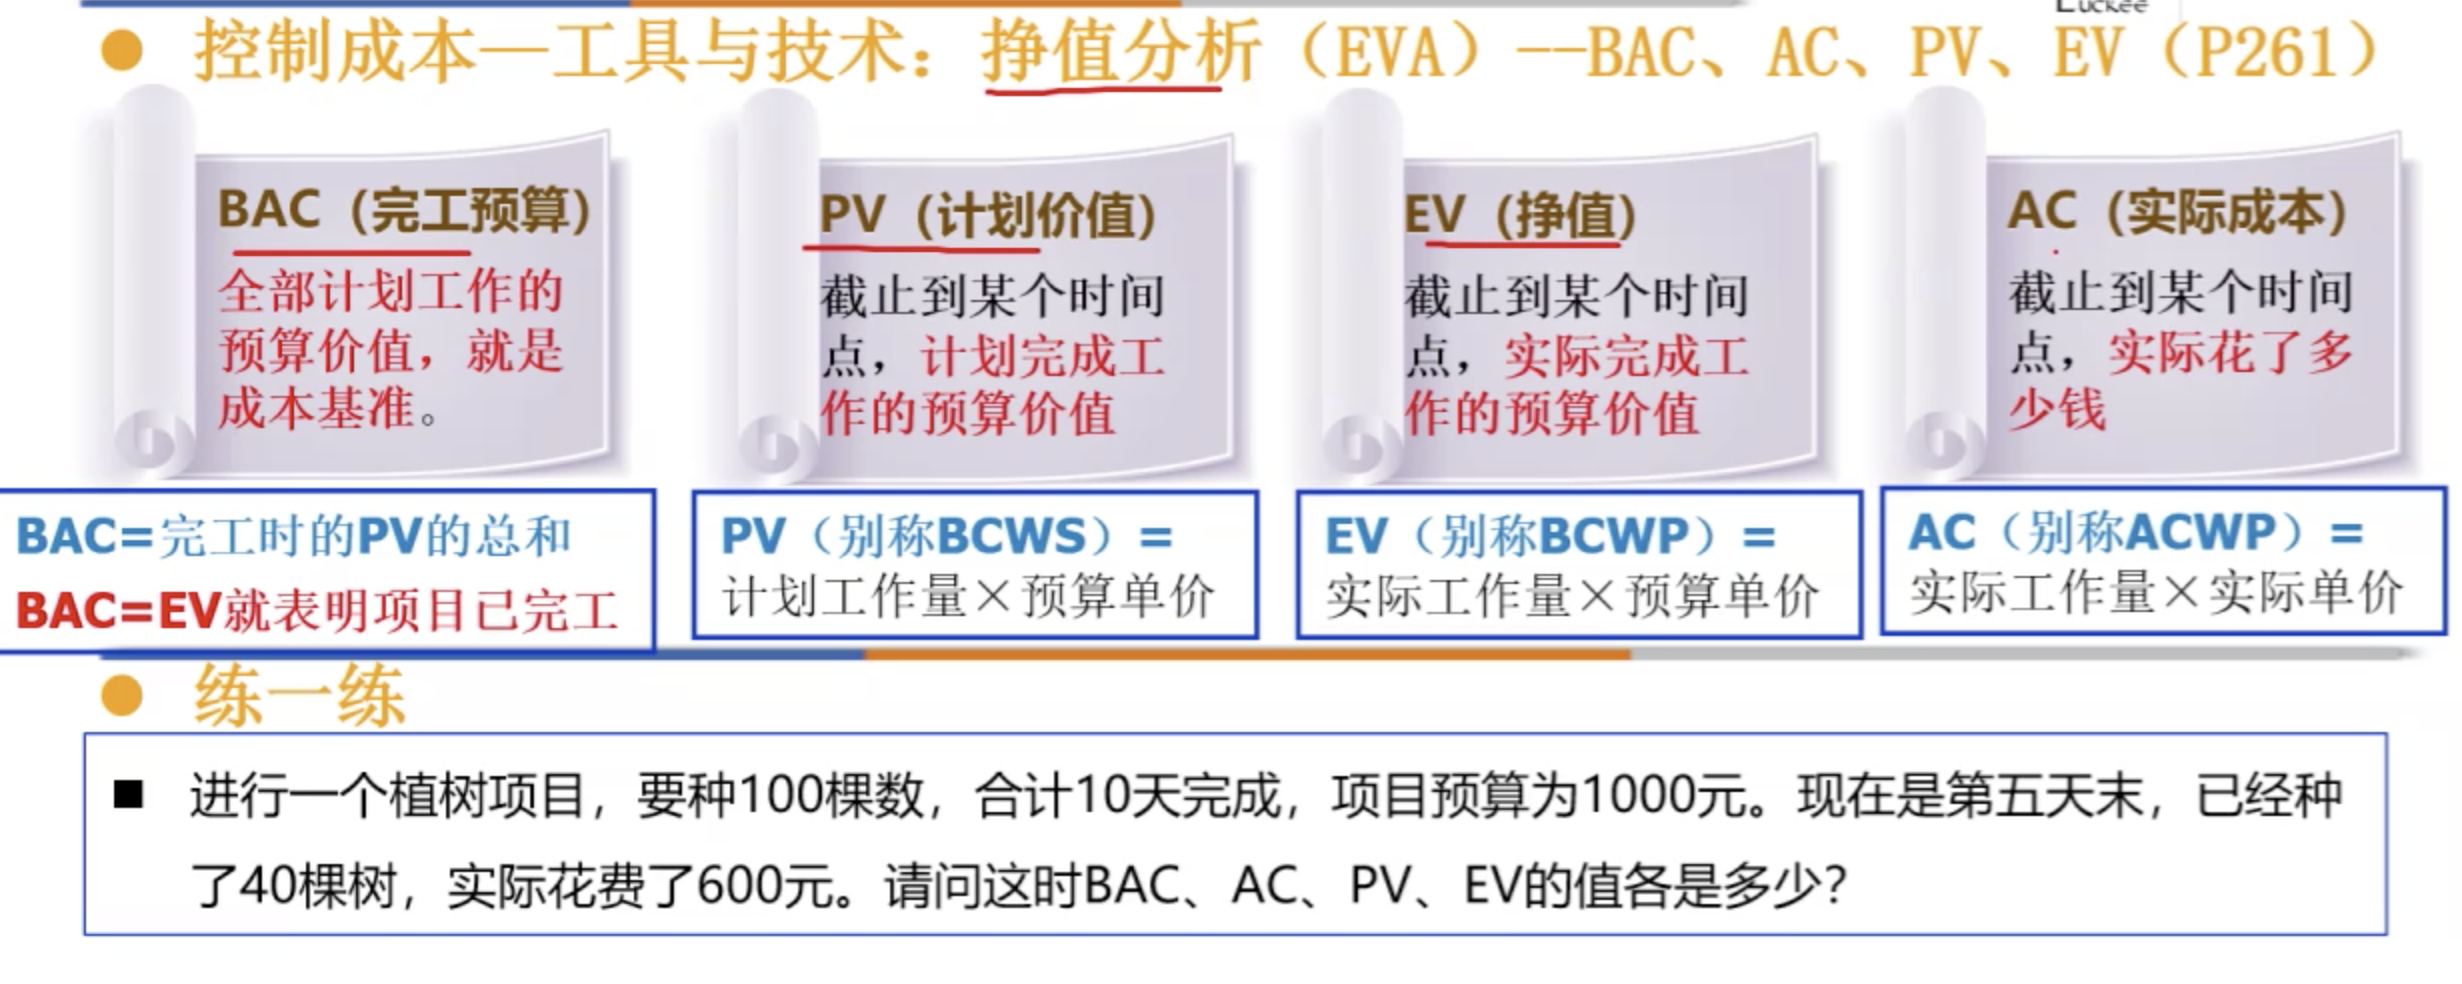 Luckee
● 控制成本—工具与技术：挣值分析（EVA）--BAC、AC、PV、EV（P261）
BAC（完工预算）
全部计划工作的
预算价值，就是
成本基准。
PV（计划价值）
截止到某个时间
点，计划完成工
作的预算价值
EV（挣值）
截止到某个时间
点，实际完成工
作的预算价值
AC（实际成本）
截止到某个时间
点，实际花了多
少钱
BAC=完工时的PV的总和
BAC=EV就表明项目已完工
PV（别称BCWS）=
计划工作量×预算单价
EV（别称BCWP）=
实际工作量×预算单价
AC（别称ACWP）=
实际工作量×实际单价
● 练一练
■ 进行一个植树项目，要种100棵数，合计10天完成，项目预算为1000元。现在是第五天末，已经种
了40棵树，实际花费了600元。请问这时BAC、AC、PV、EV的值各是多少？